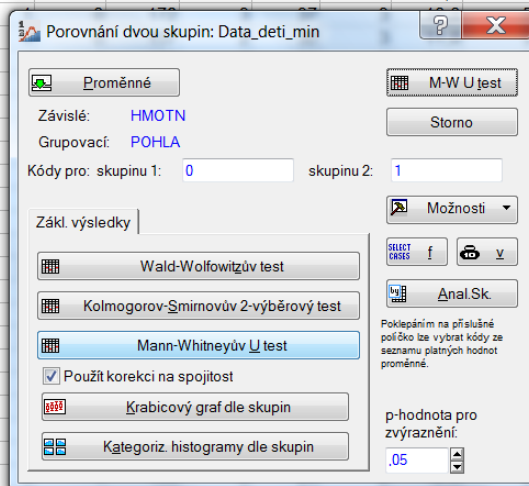 Porovnání dvou skupin: Data_deti_min
Proměnné
M-W U test
Závislé: HMOTN
Storno
Grupovací: POHLA
Kódy pro: skupinu 1: 0 skupinu 2: 1
Možnosti
Zákl. výsledky
SELECT CASES f v
Wald-Wolfowitzův test
Anal.Sk.
Kolmogorov-Smirnovův 2-výběrový test
Poklepáním na příslušné
políčko lze vybrat kódy ze
seznamu platných hodnot
proměnné.
Mann-Whitneyův U test
Použít korekci na spojitost
Krabicový graf dle skupin
p-hodnota pro
zvýraznění:
Kategoriz. histogramy dle skupin
,05